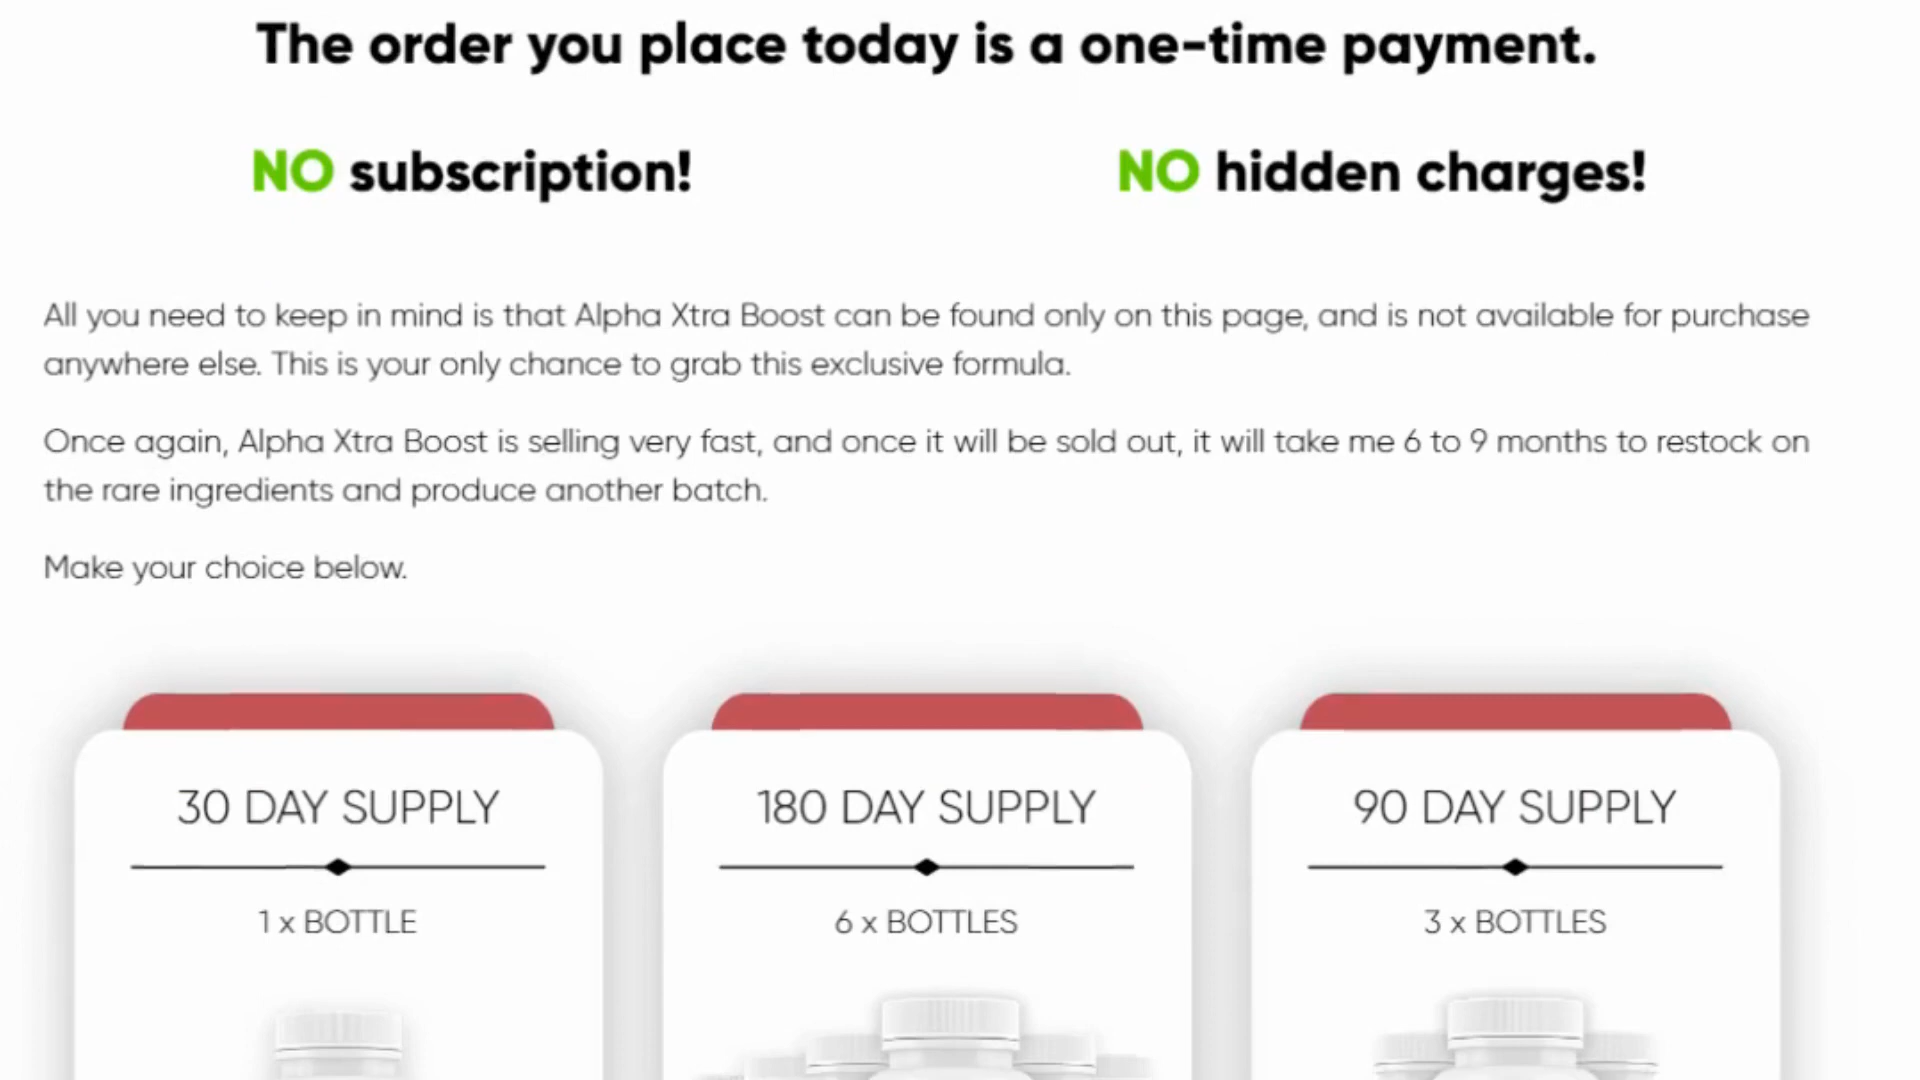 The order you place today is a one-time payment.
NO subscription!
NO hidden charges!
All you need to keep in mind is that Alpha Xtra Boost can be found only on this page, and is not available for purchase
anywhere else. This is your only chance to grab this exclusive formula.
Once again, Alpha Xtra Boost is selling very fast, and once it will be sold out, it will take me 6 to 9 months to restock on
the rare ingredients and produce another batch.
Make your choice below.
30 DAY SUPPLY
1 x BOTTLE
180 DAY SUPPLY
6 x BOTTLES
90 DAY SUPPLY
3 x BOTTLES